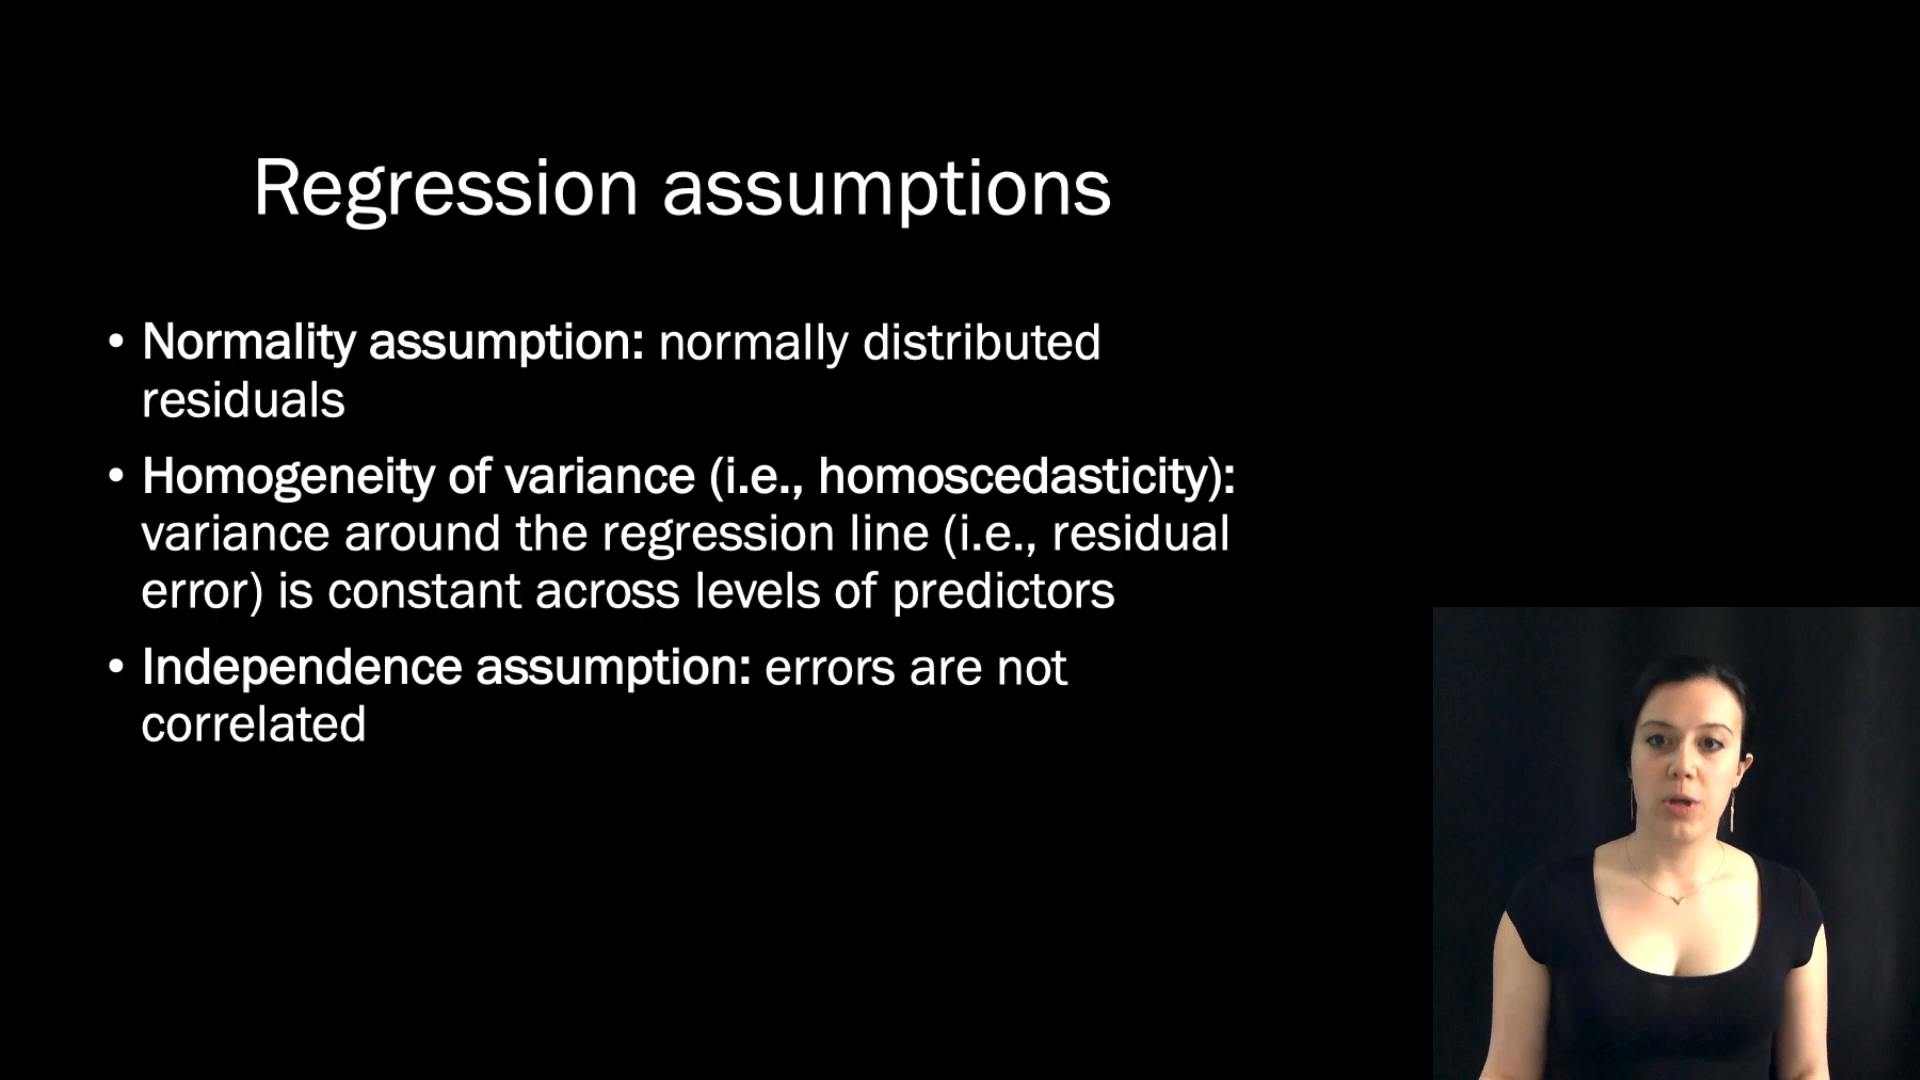 Regression assumptions
• Normality assumption: normally distributed
residuals
• Homogeneity of variance (i.e., homoscedasticity):
variance around the regression line (i.e., residual
error) is constant across levels of predictors
• Independence assumption: errors are not
correlated